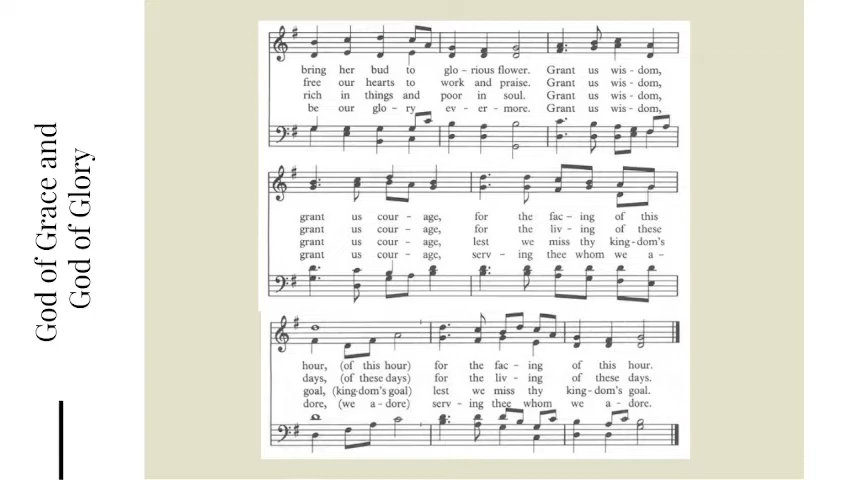 God of Grace and
God of Glory
bring her bud to glo - rious flower. Grant us wis - dom,
free our hearts to work and praise. Grant us wis - dom,
rich in things and poor in soul. Grant us wis - dom,
be our glo - ry ev - er - more. Grant us wis - dom,
grant us cour - age, for the fac - ing of this
grant us cour - age, for the liv - ing of these
grant us cour - age, lest we miss thy king - dom's
grant us cour - age, serv - ing thee whom we a -
hour, (of this hour) for the fac - ing of this hour.
days, (of these days) for the liv - ing of these days.
goal, (king-dom's goal) lest we miss thy king - dom's goal.
dore, (we a - dore) serv - ing thee whom we a - dore.